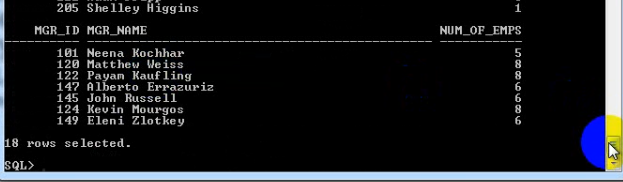 205 Shelley Higgins 1
MGR_ID MGR_NAME NUM_OF_EMPS
101 Neena Kochhar 5
120 Matthew Weiss 8
122 Payam Kaufling 8
147 Alberto Errazuriz 6
145 John Russell 6
124 Kevin Mourgos 8
149 Eleni Zlotkey 6
18 rows selected.
SQL>